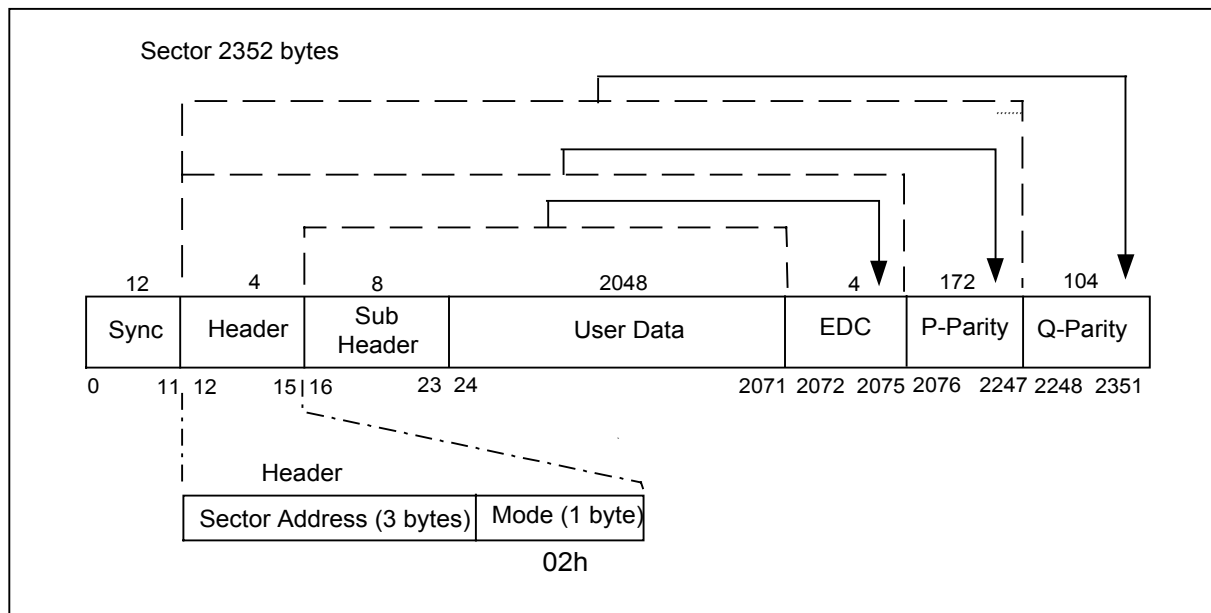 Sector 2352 bytes
12 4 8 2048 4 172 104
Sync Header Sub Header User Data EDC P-Parity Q-Parity
0 11 12 15 16 23 24 2071 2072 2075 2076 2247 2248 2351
Header
Sector Address (3 bytes) Mode (1 byte)
02h